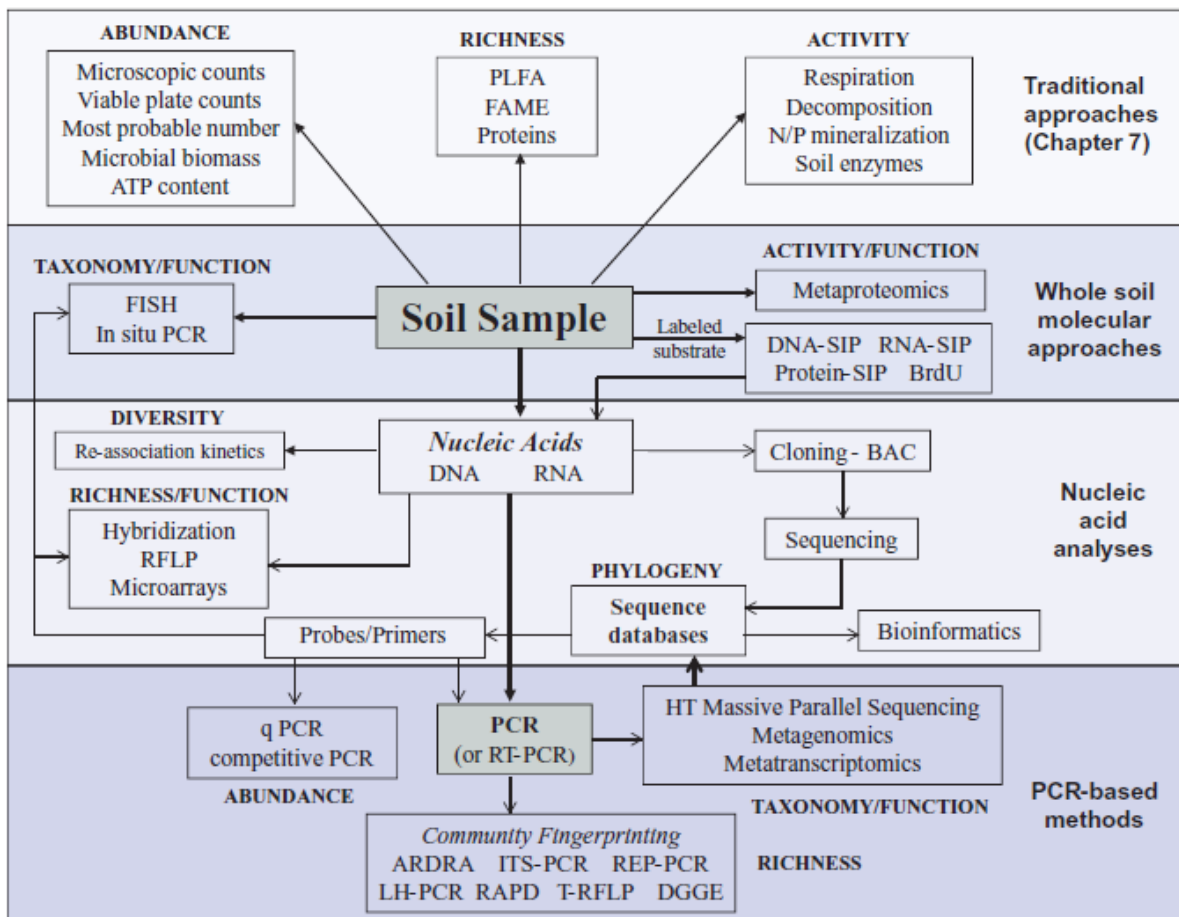 ABUNDANCE
Microscopic counts
Viable plate counts
Most probable number
Microbial biomass
ATP content
RICHNESS
PLFA
FAME
Proteins
ACTIVITY
Respiration
Decomposition
N/P mineralization
Soil enzymes
Traditional
approaches
(Chapter 7)
TAXONOMY/FUNCTION
FISH
In situ PCR
Soil Sample
Labeled
substrate
ACTIVITY/FUNCTION
Metaproteomics
DNA-SIP RNA-SIP
Protein-SIP BrdU
Whole soil
molecular
approaches
DIVERSITY
Re-association kinetics
Nucleic Acids
DNA RNA
Cloning - BAC
RICHNESS/FUNCTION
Hybridization
RFLP
Microarrays
Sequencing
PHYLOGENY
Sequence
databases
Probes/Primers
Bioinformatics
Nucleic
acid
analyses
q PCR
competitive PCR
ABUNDANCE
PCR
(or RT-PCR)
HT Massive Parallel Sequencing
Metagenomics
Metatranscriptomics
TAXONOMY/FUNCTION
Community Fingerprinting
ARDRA ITS-PCR REP-PCR
LH-PCR RAPD T-RFLP DGGE
RICHNESS
PCR-based
methods